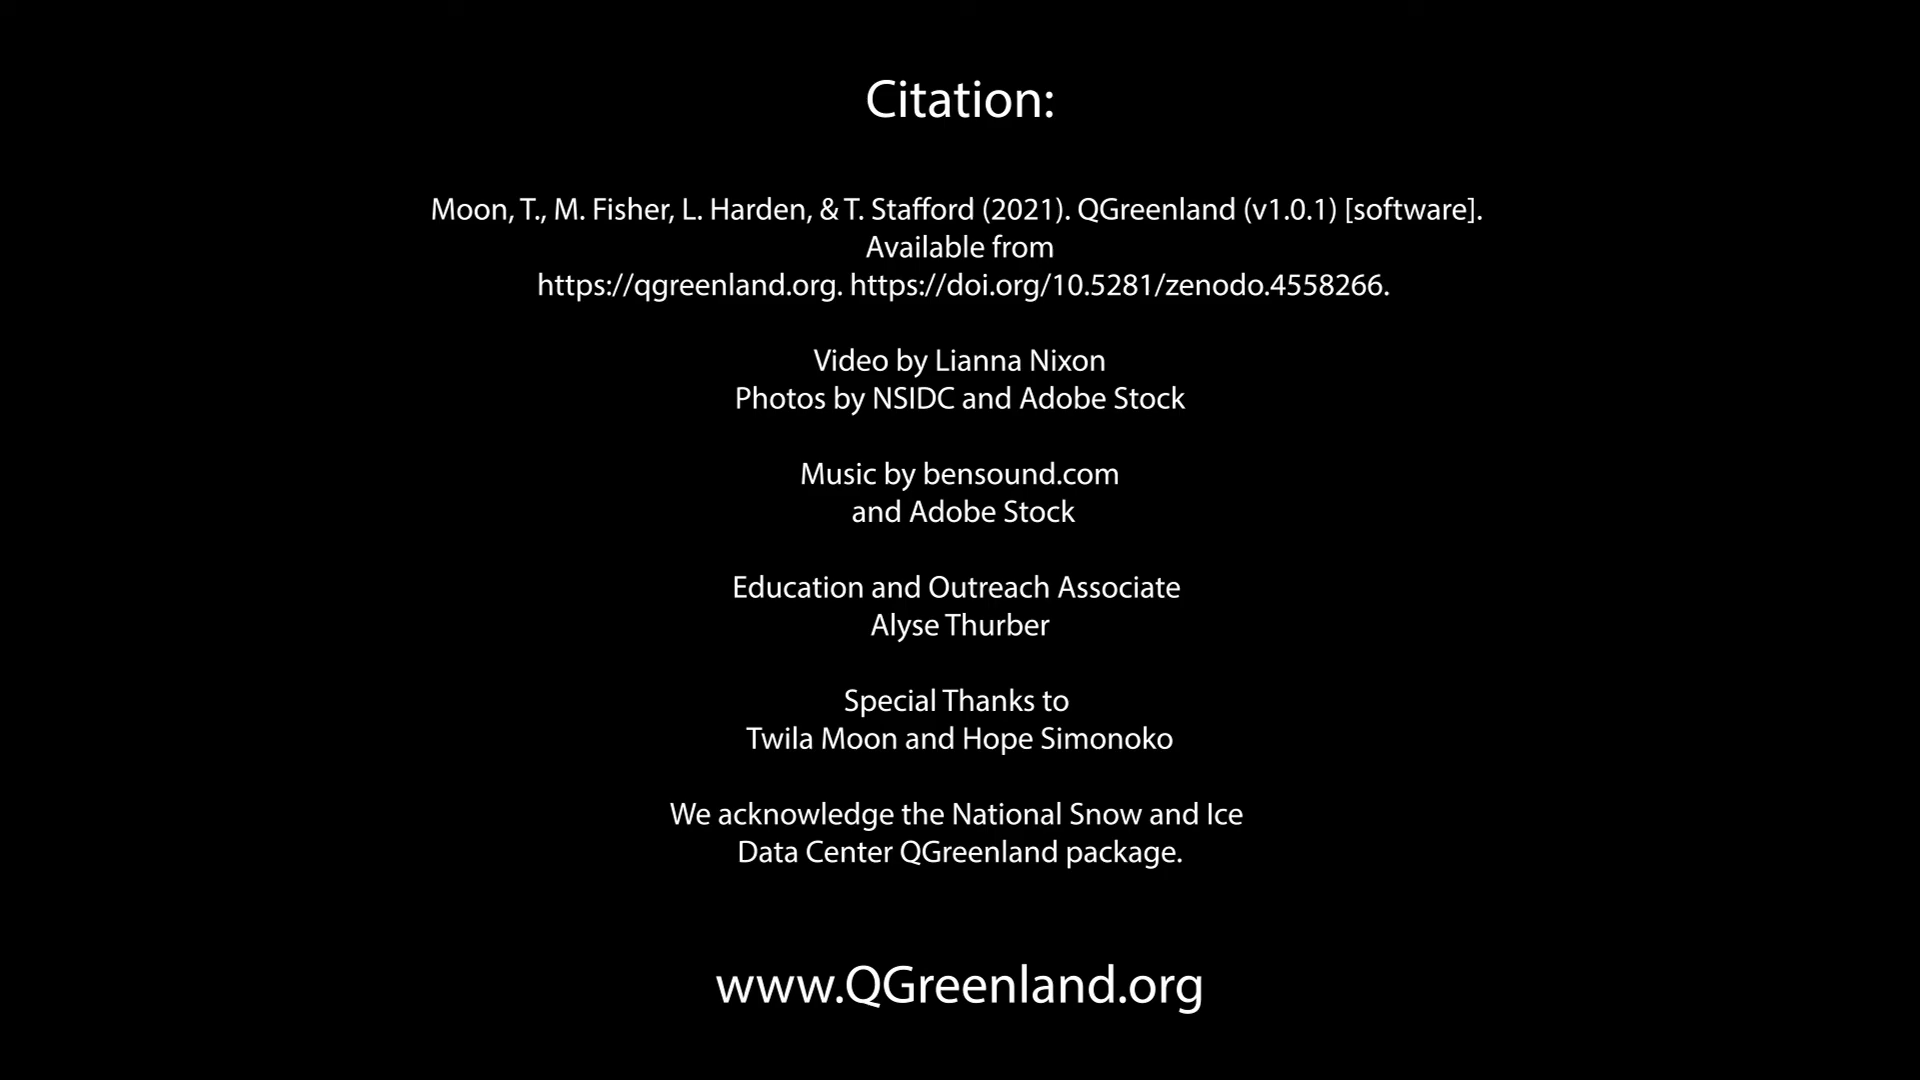 Citation:
Moon, T., M. Fisher, L. Harden, & T. Stafford (2021). QGreenland (v1.0.1) [software].
Available from
https://qgreenland.org. https://doi.org/10.5281/zenodo.4558266.
Video by Lianna Nixon
Photos by NSIDC and Adobe Stock
Music by bensound.com
and Adobe Stock
Education and Outreach Associate
Alyse Thurber
Special Thanks to
Twila Moon and Hope Simonoko
We acknowledge the National Snow and Ice
Data Center QGreenland package.
www.QGreenland.org